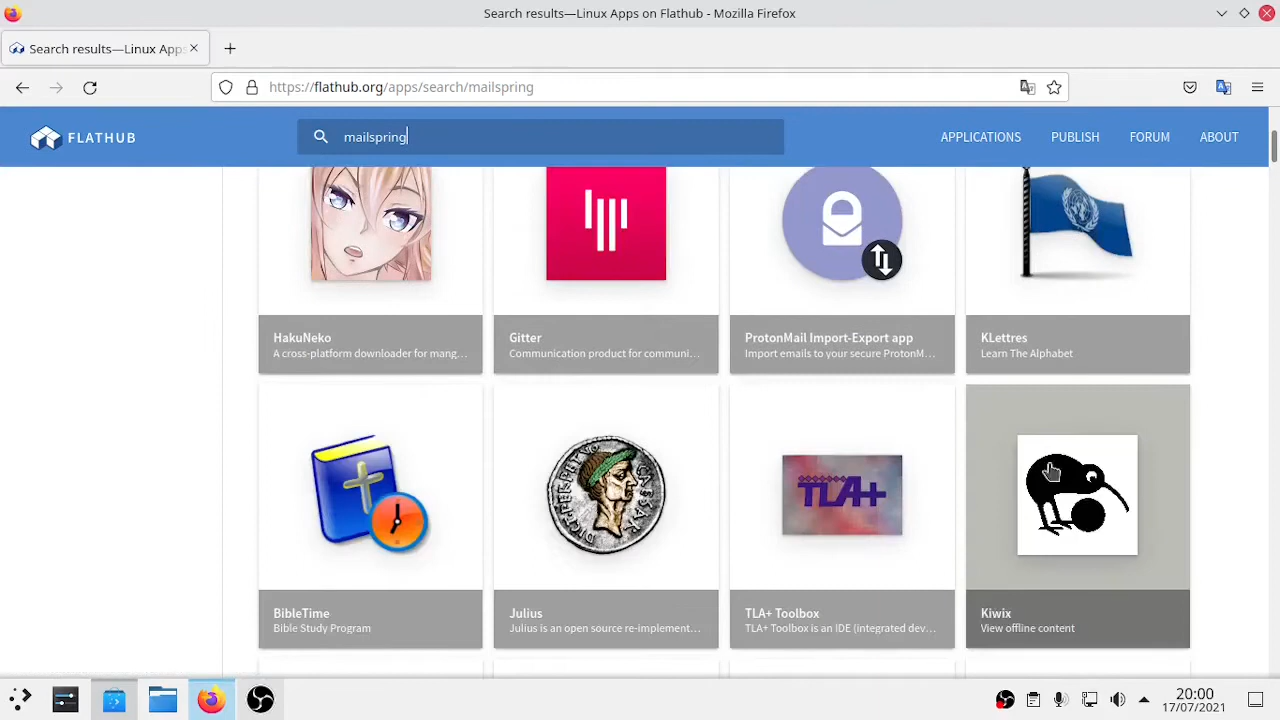 Search results—Linux Apps on Flathub - Mozilla Firefox
Search results—Linux Apps
https://flathub.org/apps/search/mailspring
FLATHUB
mailspring
APPLICATIONS
PUBLISH
FORUM
ABOUT
HakuNeko
A cross-platform downloader for mang…
Gitter
Communication product for communi…
ProtonMail Import-Export app
Import emails to your secure ProtonM…
KLettres
Learn The Alphabet
TLA+
BibleTime
Bible Study Program
Julius
Julius is an open source re-implement…
TLA+ Toolbox
TLA+ Toolbox is an IDE (integrated dev…
Kiwix
View offline content
20:00
17/07/2021